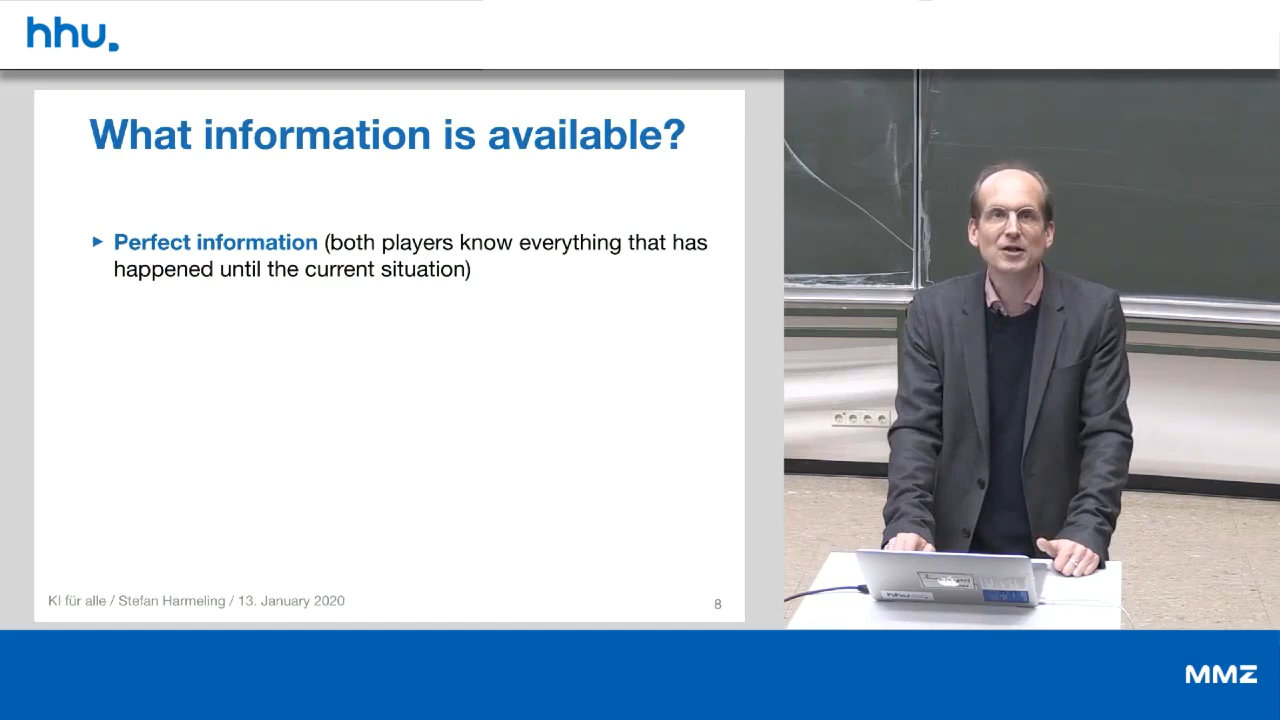 hhu.
What information is available?
Perfect information (both players know everything that has
happened until the current situation)
KI für alle / Stefan Harmeling / 13. January 2020
8
hhu
MMZ